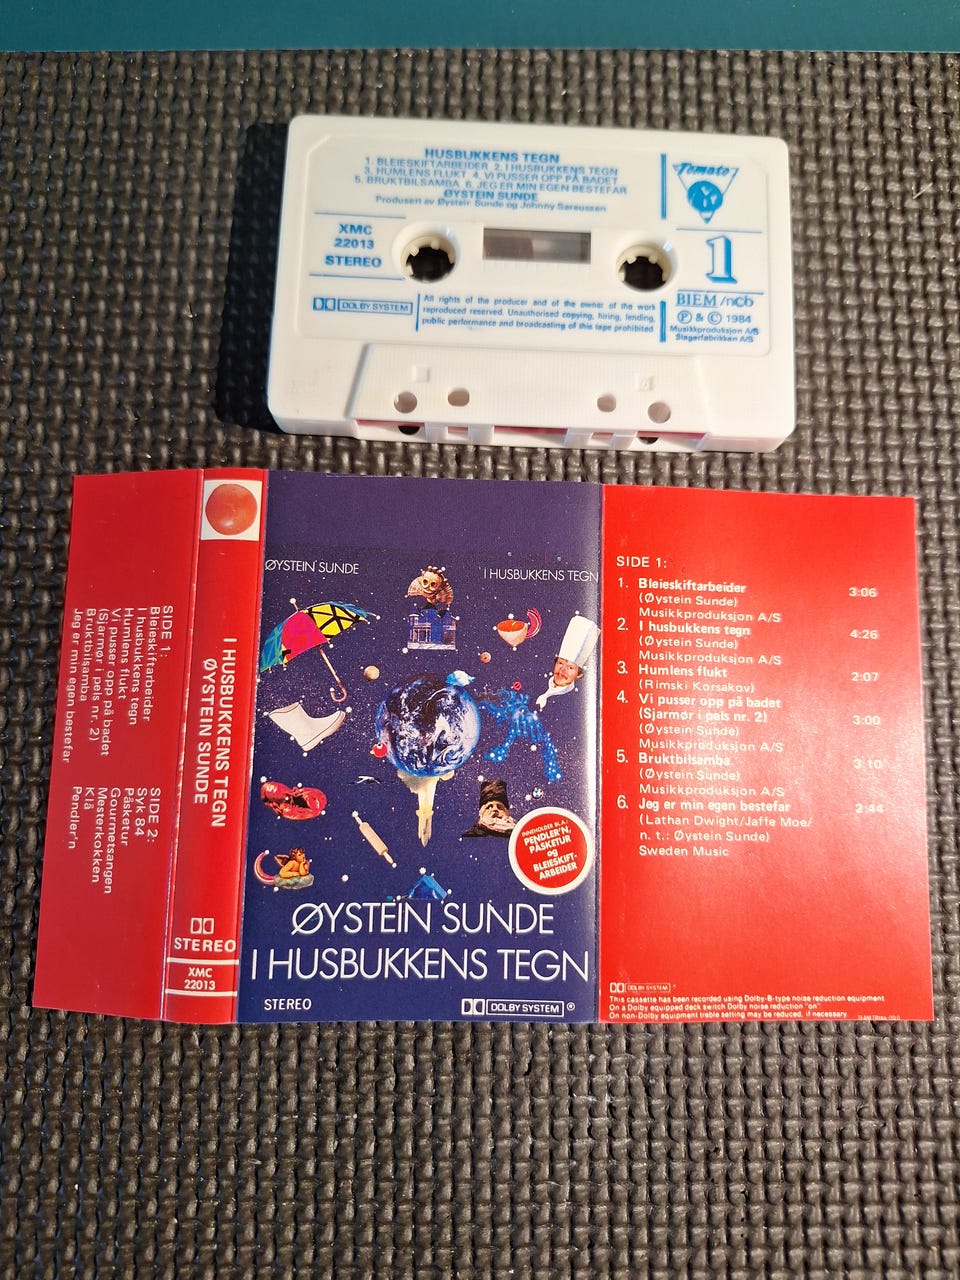 HUSBUKKENS TEGN
1. BLEIESKIFTARBEIDER 2. I HUSBUKKENS TEGN
3. HUMLENS FLUKT 4. VI PUSSER OPP PÅ BADET
5. BRUKTBILSAMBA 6. JEG ER MIN EGEN BESTEFAR
ØYSTEIN SUNDE
Produsert av Øystein Sunde og Johnny Sareussen
Tomato
XMC
22013
STEREO
1
DOLBY SYSTEM
All rights of the producer and of the owner of the work
reproduced reserved. Unauthorised copying, hiring, lending,
public performance and broadcasting of this tape prohibited
BIEM/ncb
Ⓟ & © 1984
Musikkproduksjon A/S
Slagerfabrikken A/S
SIDE 1:
Bleieskiftarbeider
I husbukkens tegn
Humlens flukt
Vi pusser opp på badet
(Sjarmør i pels nr. 2)
Bruktbilsamba
Jeg er min egen bestefar
SIDE 2:
Syk 84
Påsketur
Gourmetsangen
Mesterkokken
Klå
Pendler'n
I HUSBUKKENS TEGN
ØYSTEIN SUNDE
STEREO
XMC
22013
ØYSTEIN SUNDE
I HUSBUKKENS TEGN
INNEHOLDER BL.A.:
PENDLER'N,
PÅSKETUR
og
BLEIESKIFT-
ARBEIDER
ØYSTEIN SUNDE
I HUSBUKKENS TEGN
STEREO
DOLBY SYSTEM ®
SIDE 1:
1. Bleieskiftarbeider 3:06
(Øystein Sunde)
Musikkproduksjon A/S
2. I husbukkens tegn 4:26
(Øystein Sunde)
Musikkproduksjon A/S
3. Humlens flukt 2:07
(Rimski Korsakov)
4. Vi pusser opp på badet
(Sjarmør i pels nr. 2) 3:00
(Øystein Sunde)
Musikkproduksjon A/S
5. Bruktbilsamba 3:10
(Øystein Sunde)
Musikkproduksjon A/S
6. Jeg er min egen bestefar 2:44
(Lathan Dwight/Jaffe Moe/
n. t.: Øystein Sunde)
Sweden Music
DOLBY SYSTEM
This cassette has been recorded using Dolby-B-type noise reduction equipment
On a Dolby equipped deck switch Dolby noise reduction "on"
On non-Dolby equipment treble setting may be reduced, if necessary